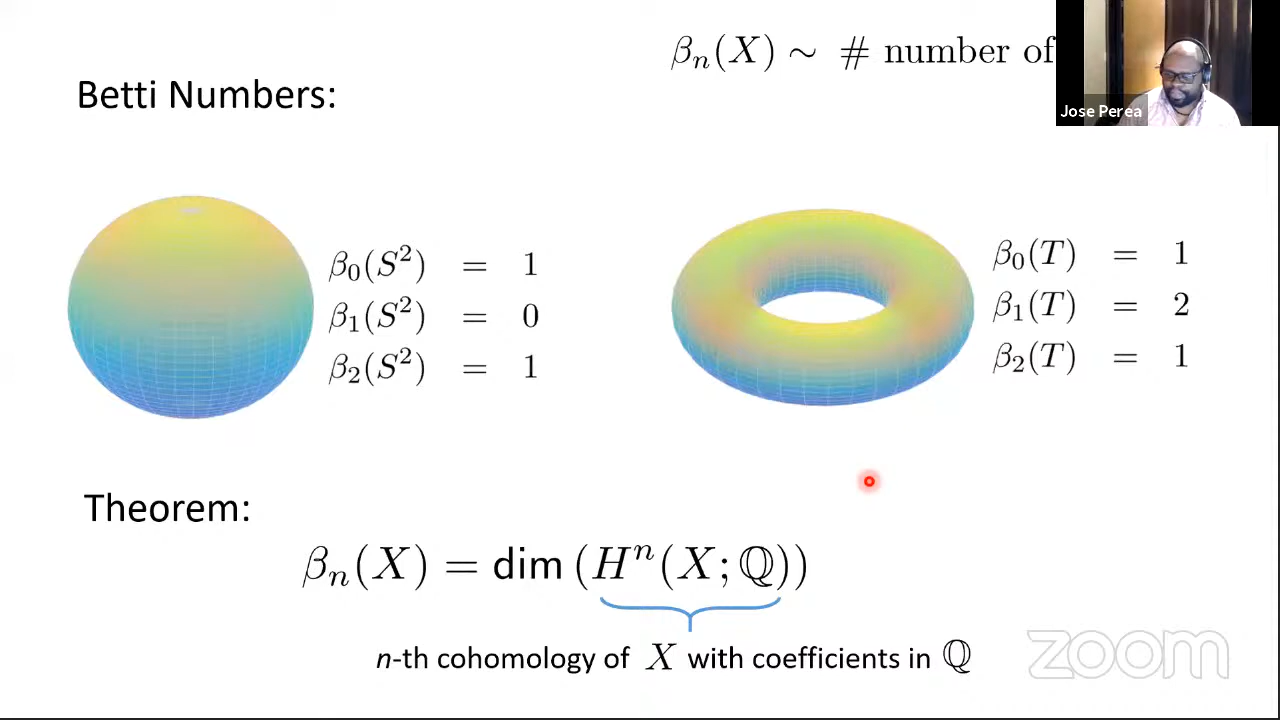 βₙ(X) ∼ # number of
Jose Perea
Betti Numbers:
β₀(S²) = 1
β₁(S²) = 0
β₂(S²) = 1
β₀(T) = 1
β₁(T) = 2
β₂(T) = 1
Theorem:
βₙ(X) = dim (Hⁿ(X; ℚ))
n-th cohomology of X with coefficients in ℚ
zoom